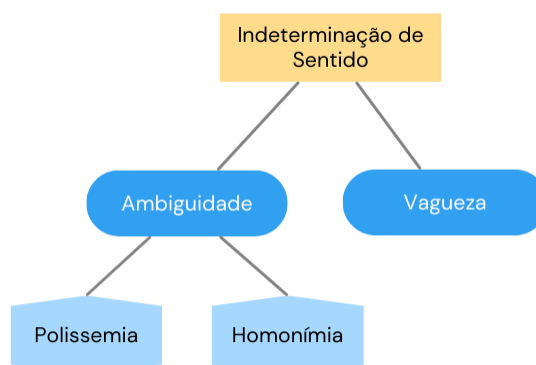 Indeterminação de
Sentido
Ambiguidade
Vagueza
Polissemia
Homonímia